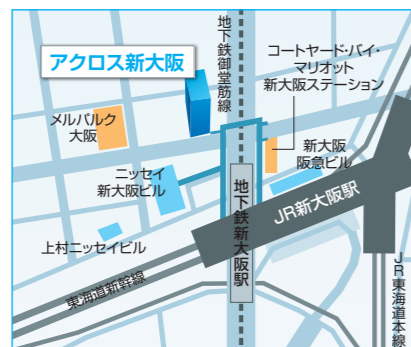 アクロス新大阪
地下鉄御堂筋線
コートヤード・バイ・
マリオット
新大阪ステーション
メルパルク
大阪
新大阪
阪急ビル
ニッセイ
新大阪ビル
地下鉄新大阪駅
JR新大阪駅
上村ニッセイビル
東海道新幹線
JR東海道本線